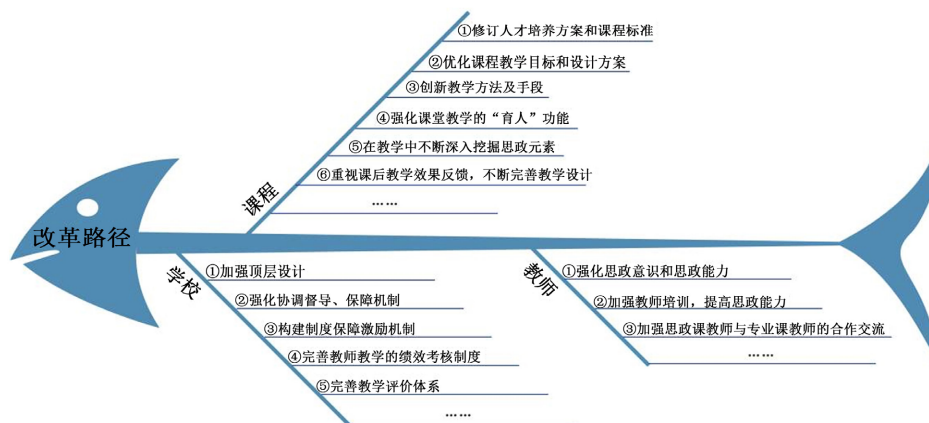 改革路径
课程
①修订人才培养方案和课程标准
②优化课程教学目标和设计方案
③创新教学方法及手段
④强化课堂教学的“育人”功能
⑤在教学中不断深入挖掘思政元素
⑥重视课后教学效果反馈，不断完善教学设计
……
学校
①加强顶层设计
②强化协调督导、保障机制
③构建制度保障激励机制
④完善教师教学的绩效考核制度
⑤完善教学评价体系
……
教师
①强化思政意识和思政能力
②加强教师培训，提高思政能力
③加强思政课教师与专业课教师的合作交流
……